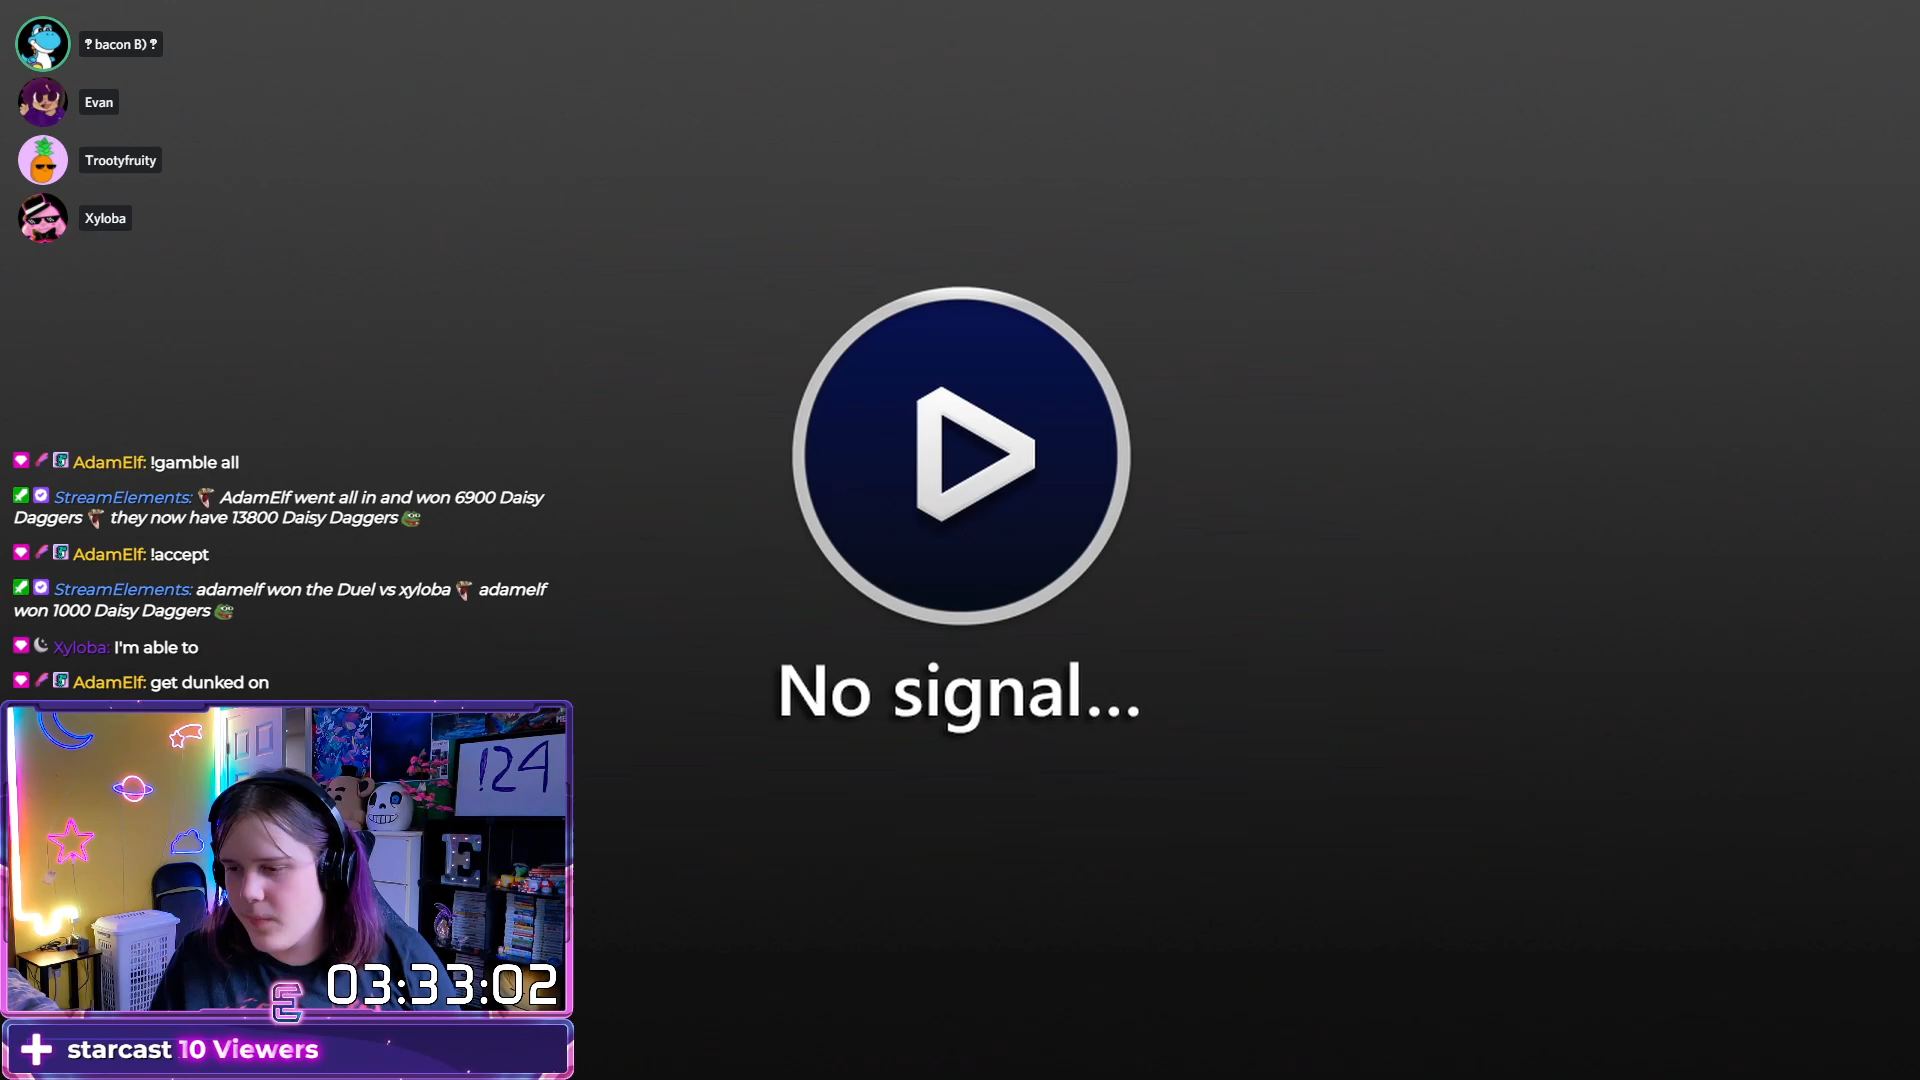 ‽ bacon B) ‽
Evan
Trootyfruity
Xyloba
AdamElf: !gamble all
StreamElements: AdamElf went all in and won 6900 Daisy
Daggers they now have 13800 Daisy Daggers
AdamElf: !accept
StreamElements: adamelf won the Duel vs xyloba adamelf
won 1000 Daisy Daggers
Xyloba: I'm able to
AdamElf: get dunked on
No signal...
!24
E
03:33:02
E
starcast 10 Viewers